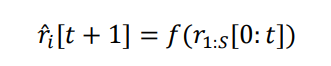 r̂ᵢ[t + 1] = f(r₁:S[0: t])